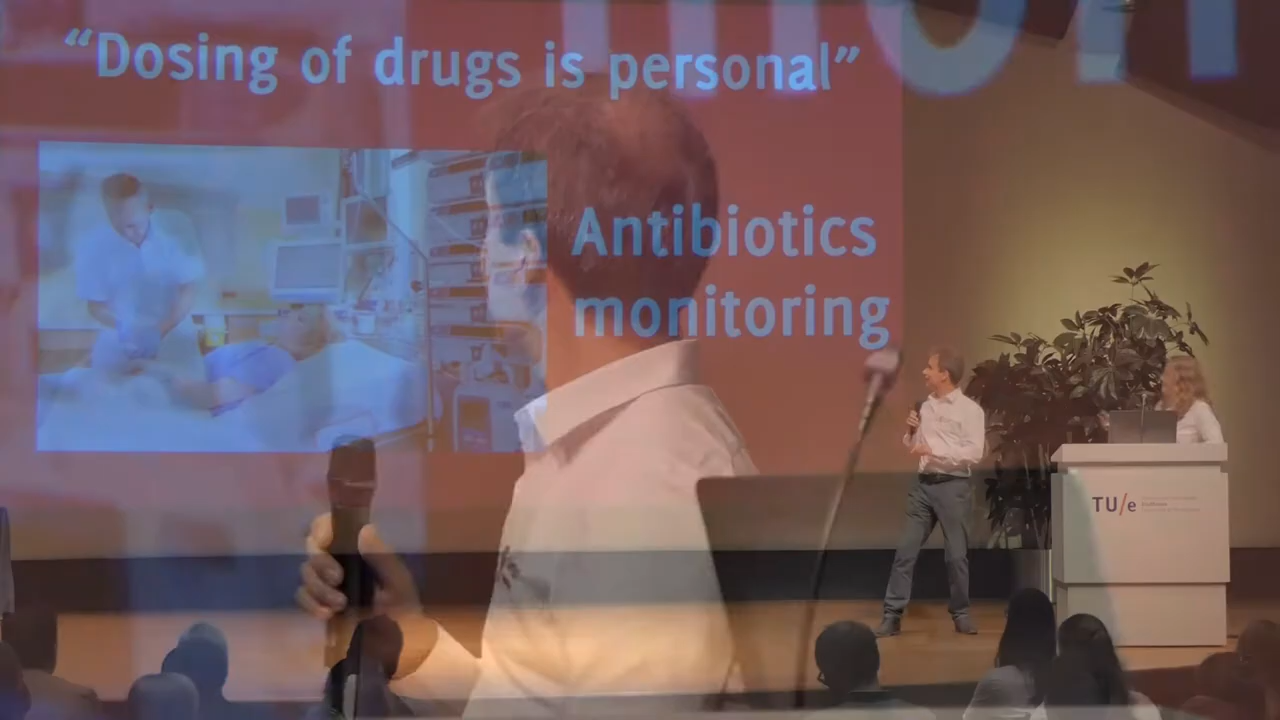 “Dosing of drugs is personal”
Antibiotics
monitoring
TU/e